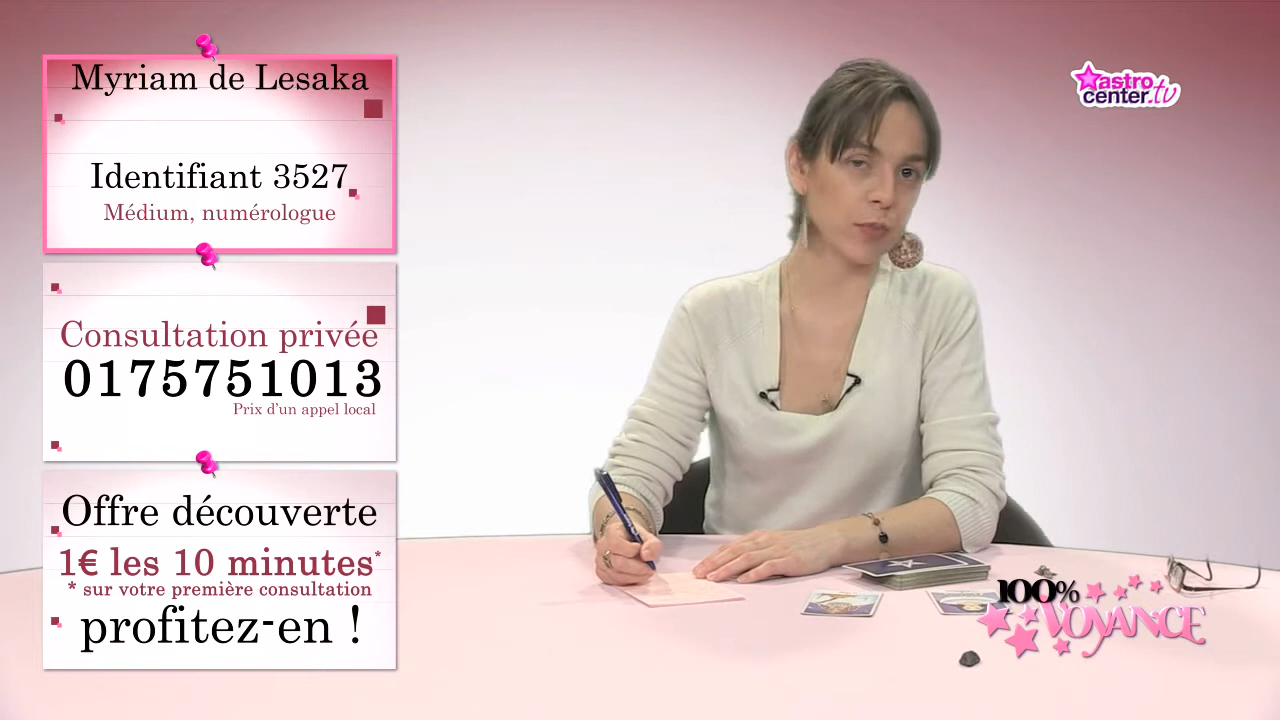 Myriam de Lesaka
Identifiant 3527
Médium, numérologue
Consultation privée
0175751013
Prix d'un appel local
Offre découverte
1€ les 10 minutes*
* sur votre première consultation
profitez-en !
astro
center.tv
100%
VOYANCE